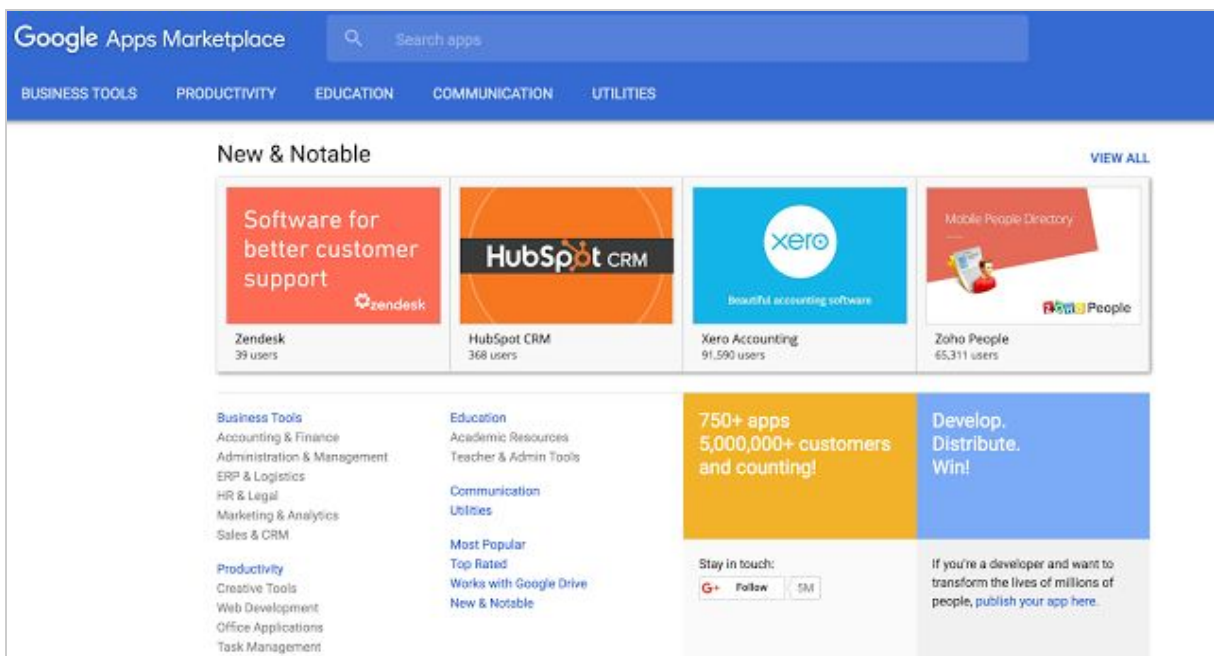 Google Apps Marketplace
Search apps
BUSINESS TOOLS PRODUCTIVITY EDUCATION COMMUNICATION UTILITIES
New & Notable
VIEW ALL
Software for
better customer
support
zendesk
Zendesk
39 users
HubSpot CRM
HubSpot CRM
368 users
xero
Beautiful accounting software
Xero Accounting
91,590 users
Mobile People Directory
ZOHO People
Zoho People
65,311 users
Business Tools
Accounting & Finance
Administration & Management
ERP & Logistics
HR & Legal
Marketing & Analytics
Sales & CRM
Productivity
Creative Tools
Web Development
Office Applications
Task Management
Education
Academic Resources
Teacher & Admin Tools
Communication
Utilities
Most Popular
Top Rated
Works with Google Drive
New & Notable
750+ apps
5,000,000+ customers
and counting!
Stay in touch:
G+ Follow 5M
Develop.
Distribute.
Win!
If you're a developer and want to
transform the lives of millions of
people, publish your app here.